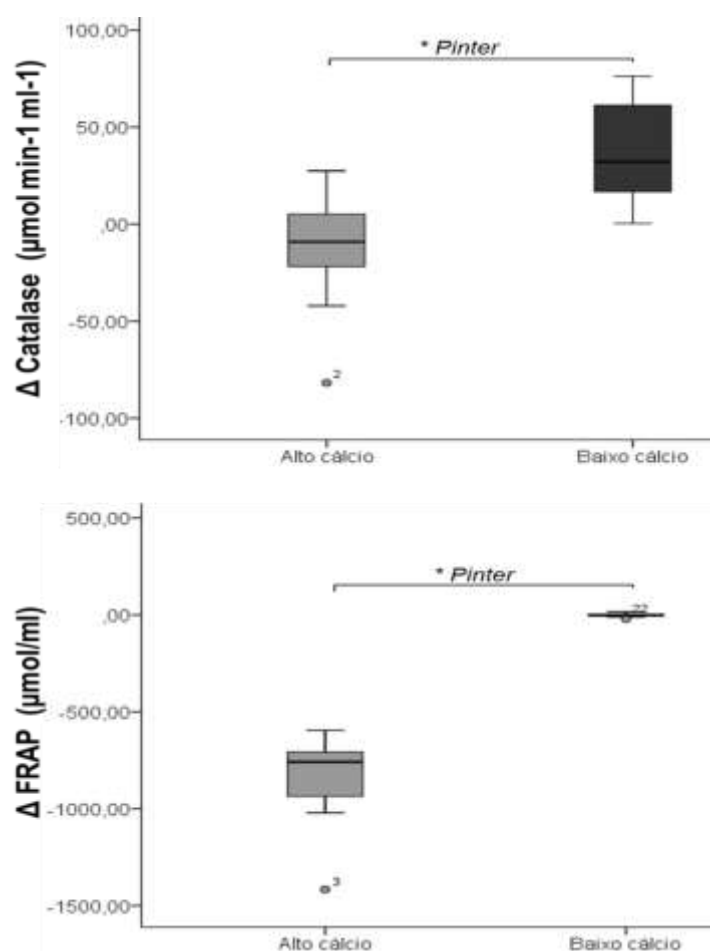 Δ Catalase (µmol min-1 ml-1)
100,00
* Pinter
50,00
,00
-50,00
2
-100,00
Alto cálcio
Baixo cálcio
Δ FRAP (µmol/ml)
500,00
* Pinter
,00
22
-500,00
-1000,00
3
-1500,00
Alto cálcio
Baixo cálcio